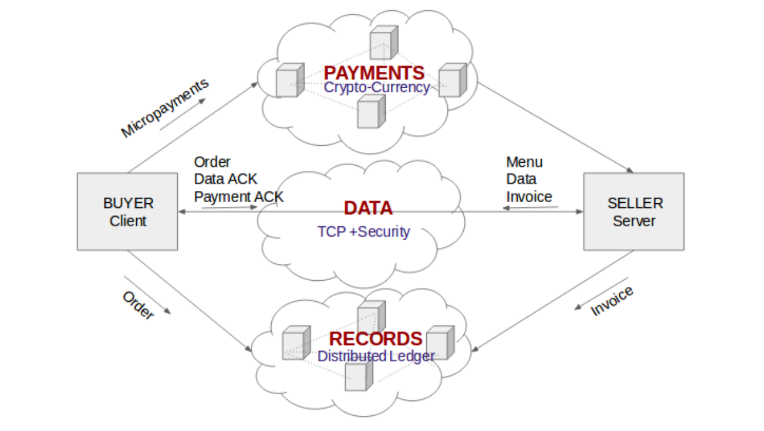 PAYMENTS
Crypto-Currency
Micropayments
Order
Data ACK
Payment ACK
Menu
Data
Invoice
BUYER
Client
DATA
TCP +Security
SELLER
Server
Order
Invoice
RECORDS
Distributed Ledger